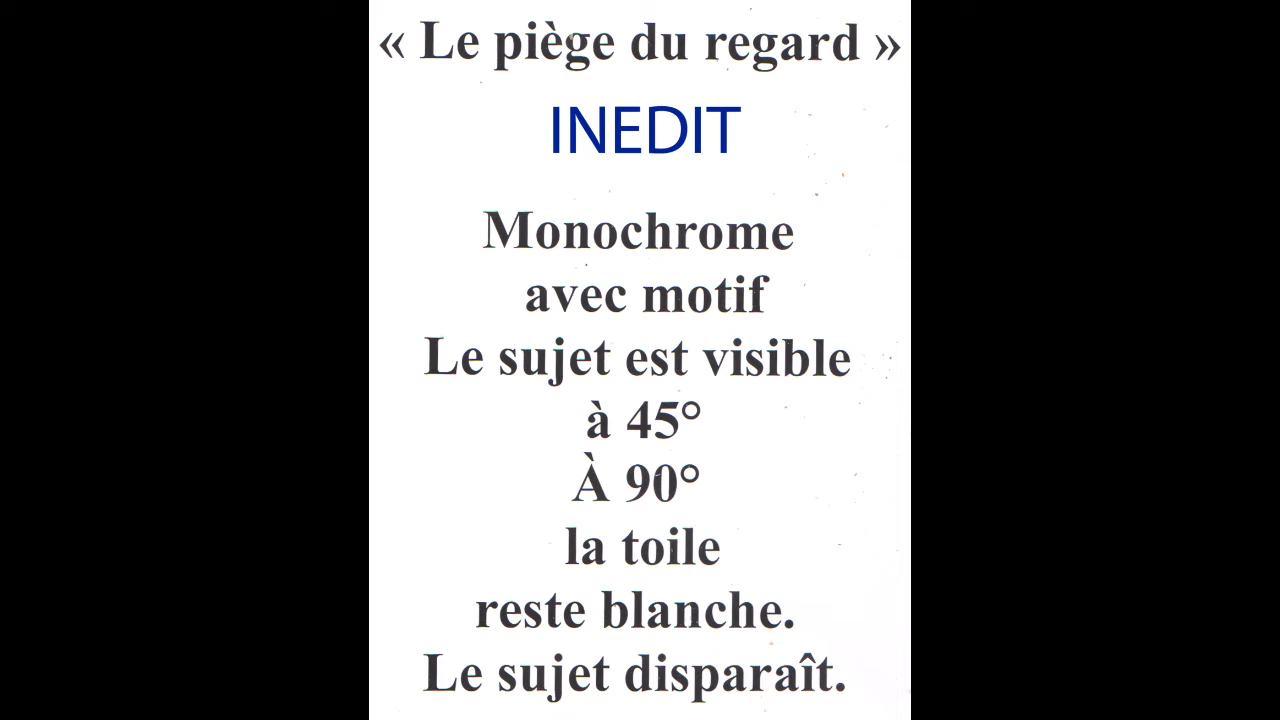 « Le piège du regard »
INEDIT
Monochrome
avec motif
Le sujet est visible
à 45°
À 90°
la toile
reste blanche.
Le sujet disparaît.